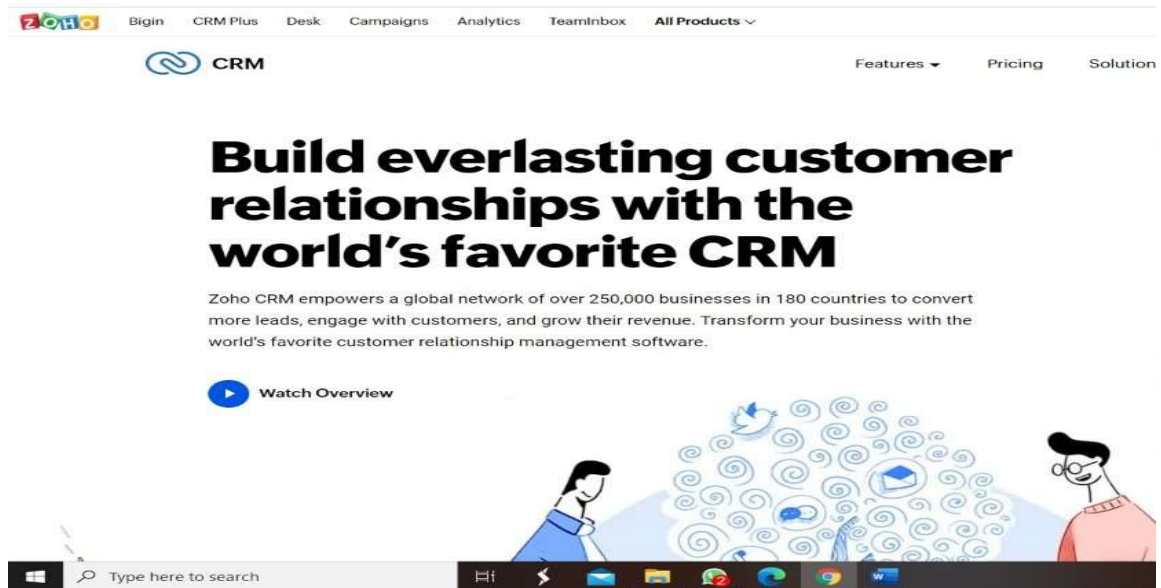 ZOHO Bigin CRM Plus Desk Campaigns Analytics TeamInbox All Products
CRM Features Pricing Solution
Build everlasting customer
relationships with the
world's favorite CRM
Zoho CRM empowers a global network of over 250,000 businesses in 180 countries to convert
more leads, engage with customers, and grow their revenue. Transform your business with the
world's favorite customer relationship management software.
Watch Overview
Type here to search
2
W